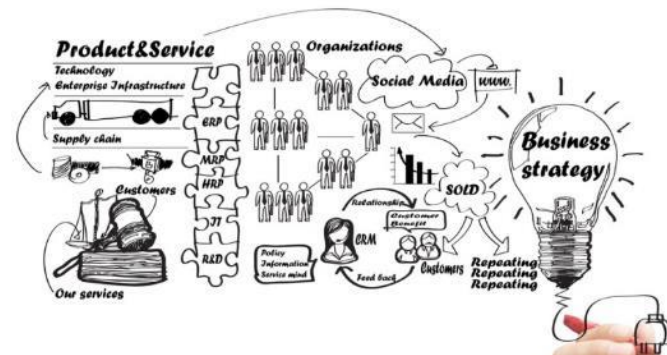 Product&Service
Technology
Enterprise Infrastructure
Supply chain
Customers
Our services
ERP
MRP
HRP
IT
R&D
Organizations
Social Media
www.
SOLD
Relationship
Customer
Benefit
CRM
Policy
Information
Service mind
Feed back
Customers
Repeating
Repeating
Repeating
Business
strategy